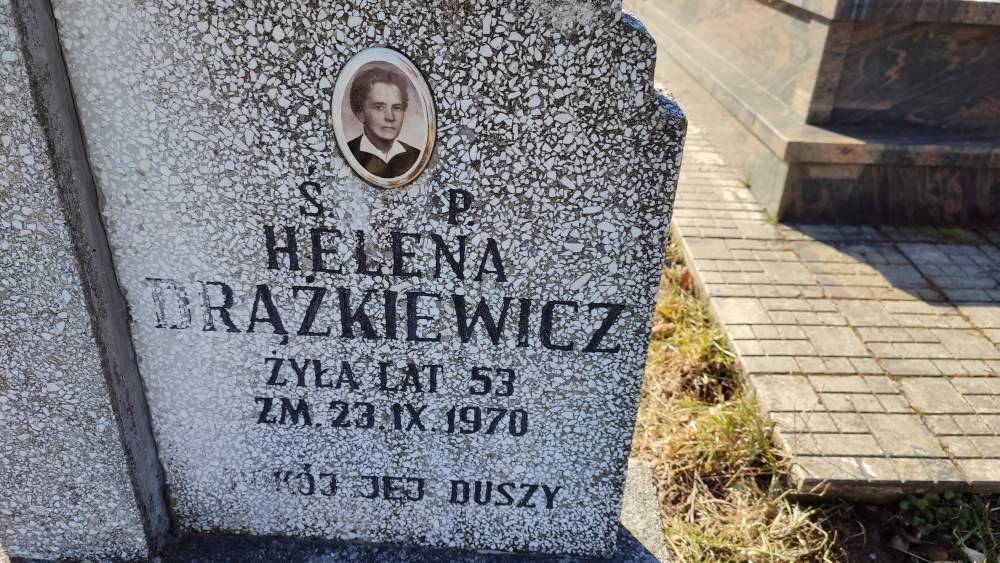 Ś. P.
HELENA
DRĄŻKIEWICZ
ŻYŁA LAT 53
ZM. 23.IX.1970
JEJ DUSZY